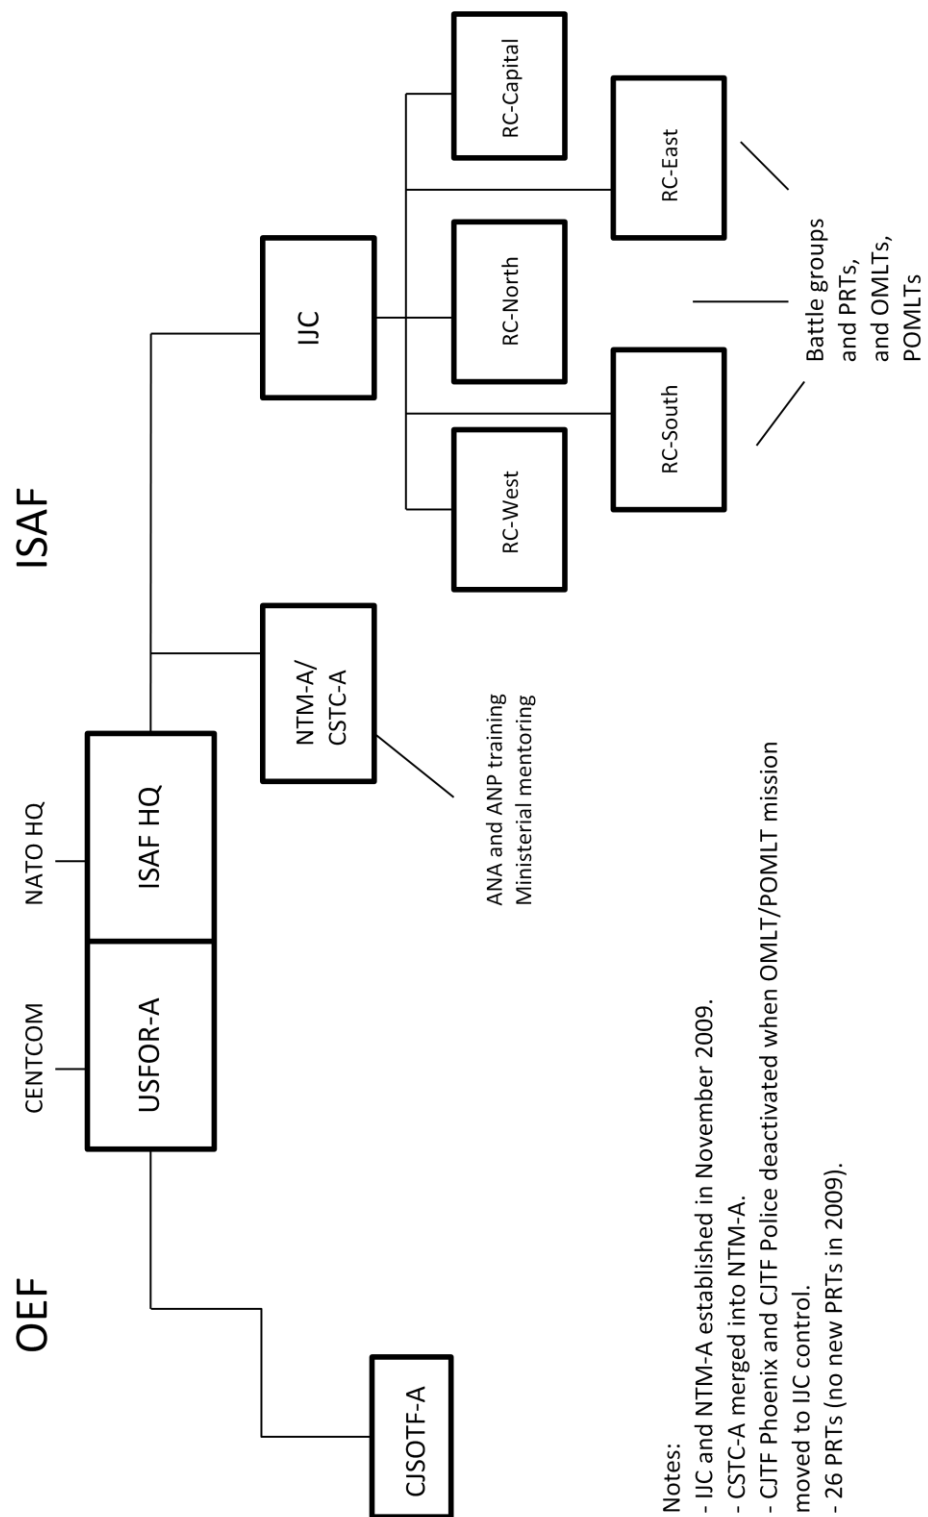 OEF
ISAF
CENTCOM
NATO HQ
USFOR-A
ISAF HQ
CJSOTF-A
NTM-A/
CSTC-A
IJC
ANA and ANP training
Ministerial mentoring
RC-West
RC-North
RC-Capital
RC-South
RC-East
Battle groups
and PRTs,
and OMLTs,
POMLTs
Notes:
- IJC and NTM-A established in November 2009.
- CSTC-A merged into NTM-A.
- CJTF Phoenix and CJTF Police deactivated when OMLT/POMLT mission
moved to IJC control.
- 26 PRTs (no new PRTs in 2009).